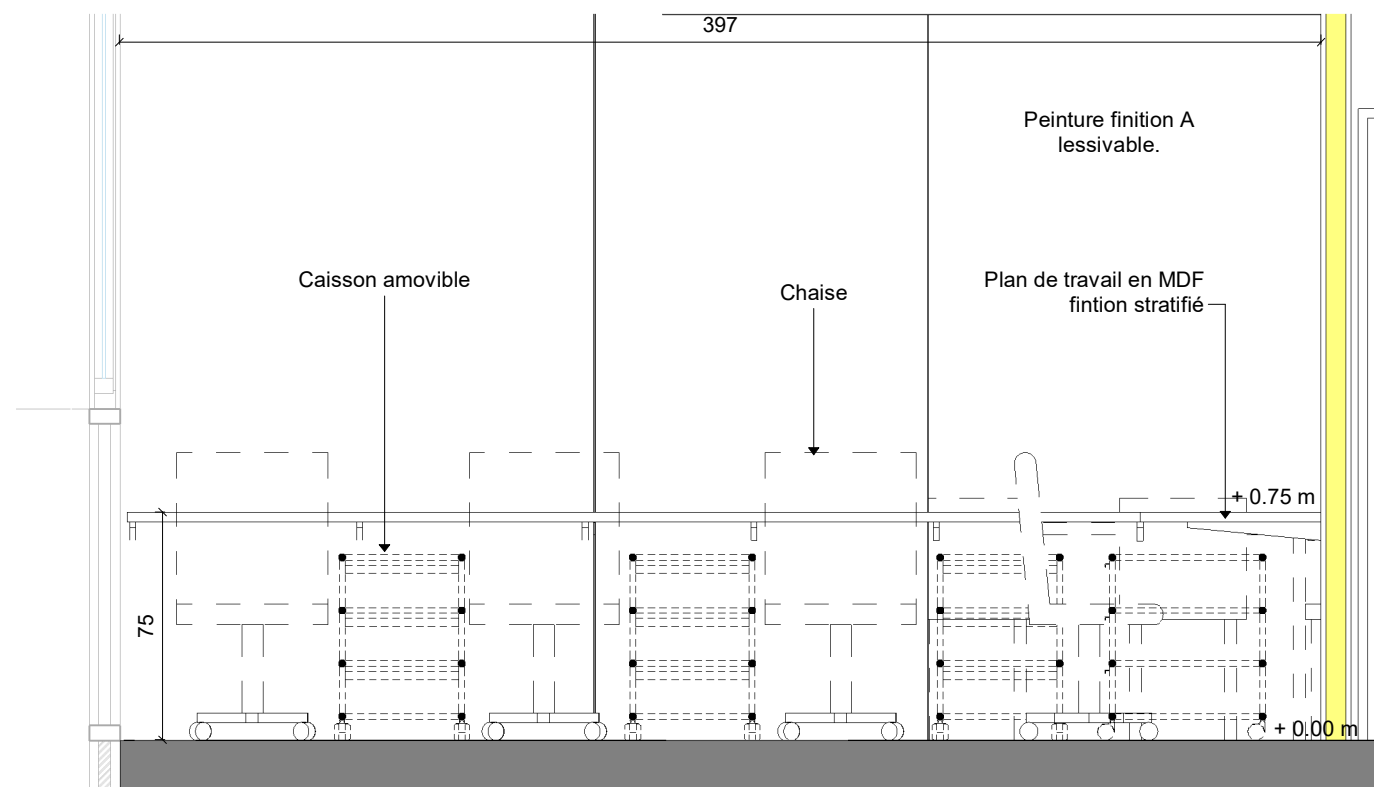 397
Peinture finition A
lessivable.
Caisson amovible
Chaise
Plan de travail en MDF
fintion stratifié
+ 0.75 m
75
+ 0.00 m